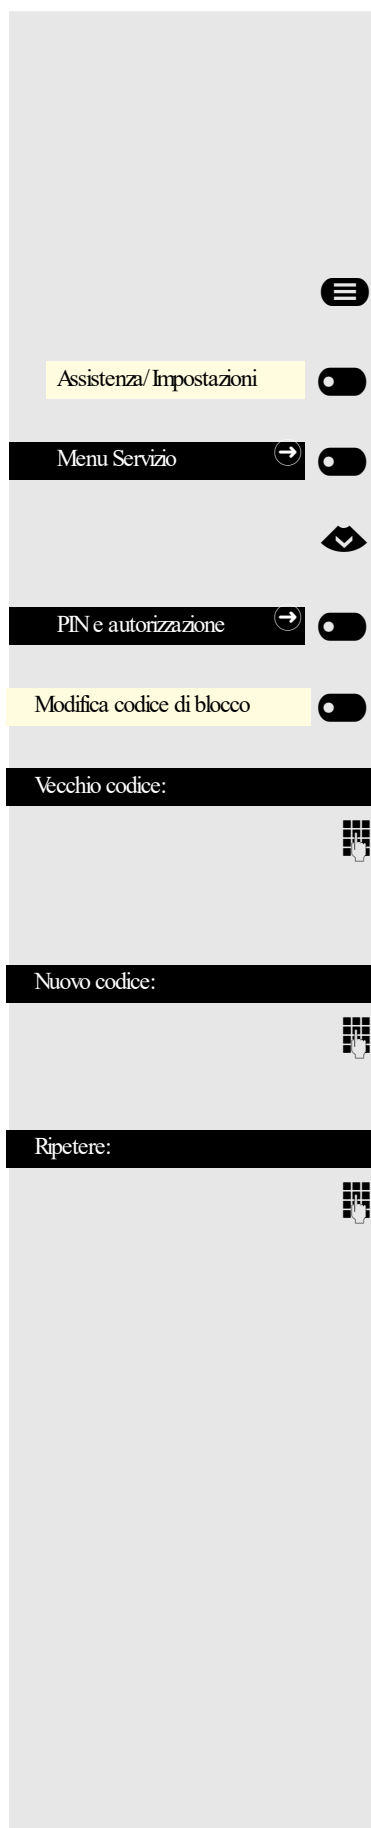 Assistenza/Impostazioni
Menu Servizio
PIN e autorizzazione
Modifica codice di blocco
Vecchio codice:
Nuovo codice:
Ripetere: